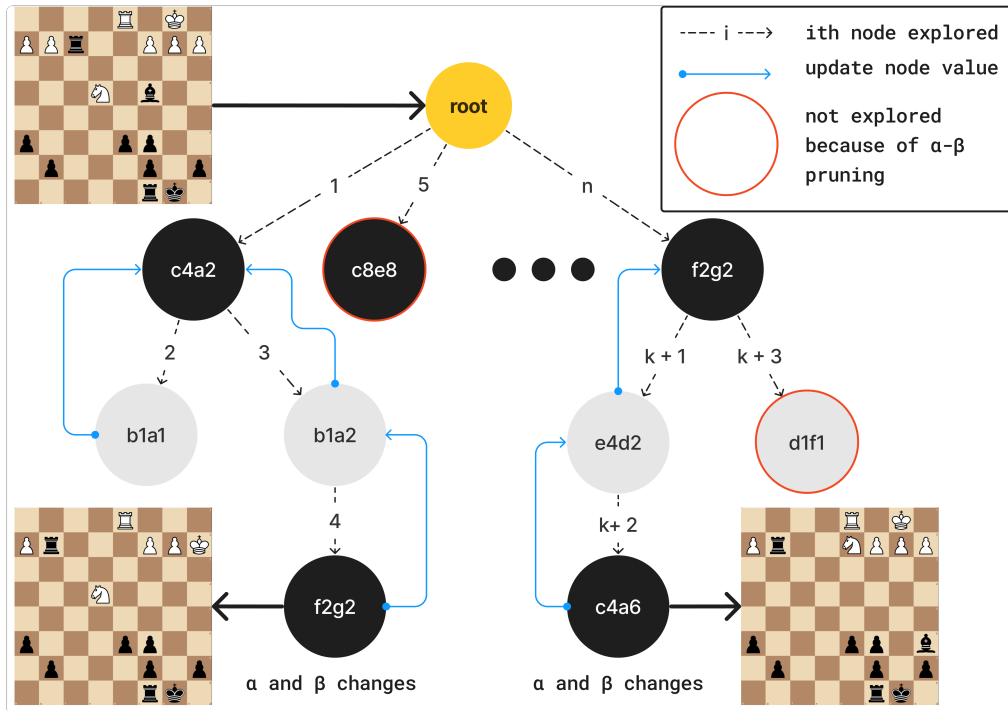 i
ith node explored
update node value
not explored
because of α-β
pruning
root
1
5
n
c4a2
c8e8
f2g2
2
3
k + 1
k + 3
b1a1
b1a2
e4d2
d1f1
4
k+ 2
f2g2
c4a6
α and β changes
α and β changes